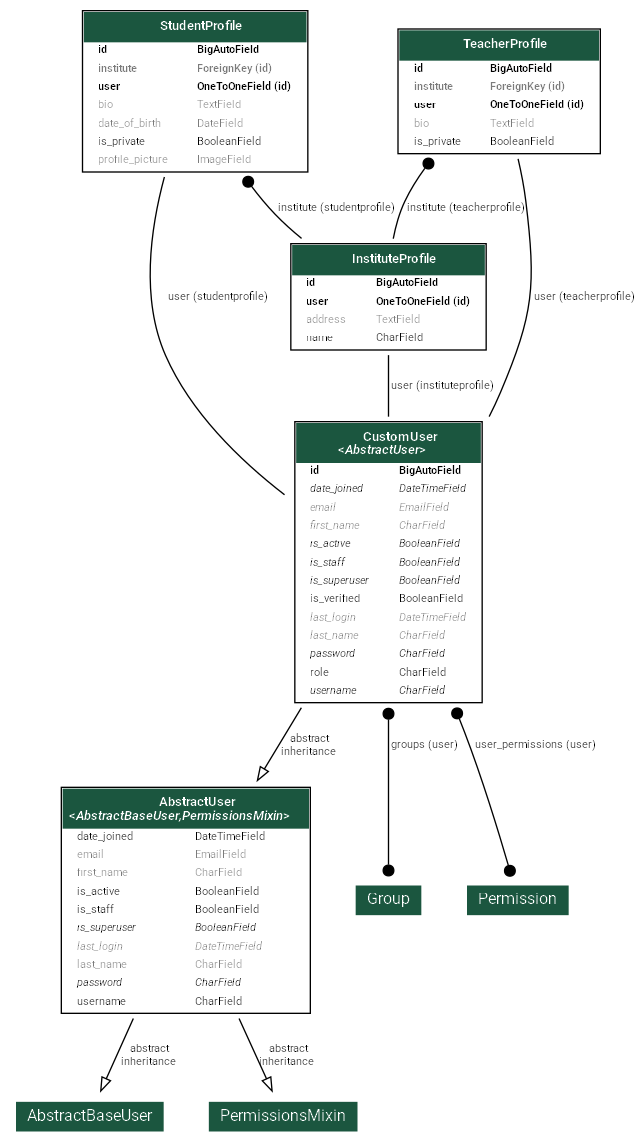 StudentProfile
id BigAutoField
institute ForeignKey (id)
user OneToOneField (id)
bio TextField
date_of_birth DateField
is_private BooleanField
profile_picture ImageField
TeacherProfile
id BigAutoField
institute ForeignKey (id)
user OneToOneField (id)
bio TextField
is_private BooleanField
institute (studentprofile)
institute (teacherprofile)
InstituteProfile
id BigAutoField
user OneToOneField (id)
address TextField
name CharField
user (studentprofile)
user (teacherprofile)
user (instituteprofile)
CustomUser
<AbstractUser>
id BigAutoField
date_joined DateTimeField
email EmailField
first_name CharField
is_active BooleanField
is_staff BooleanField
is_superuser BooleanField
is_verified BooleanField
last_login DateTimeField
last_name CharField
password CharField
role CharField
username CharField
abstract
inheritance
groups (user)
user_permissions (user)
AbstractUser
<AbstractBaseUser,PermissionsMixin>
date_joined DateTimeField
email EmailField
first_name CharField
is_active BooleanField
is_staff BooleanField
is_superuser BooleanField
last_login DateTimeField
last_name CharField
password CharField
username CharField
Group
Permission
abstract
inheritance
abstract
inheritance
AbstractBaseUser
PermissionsMixin